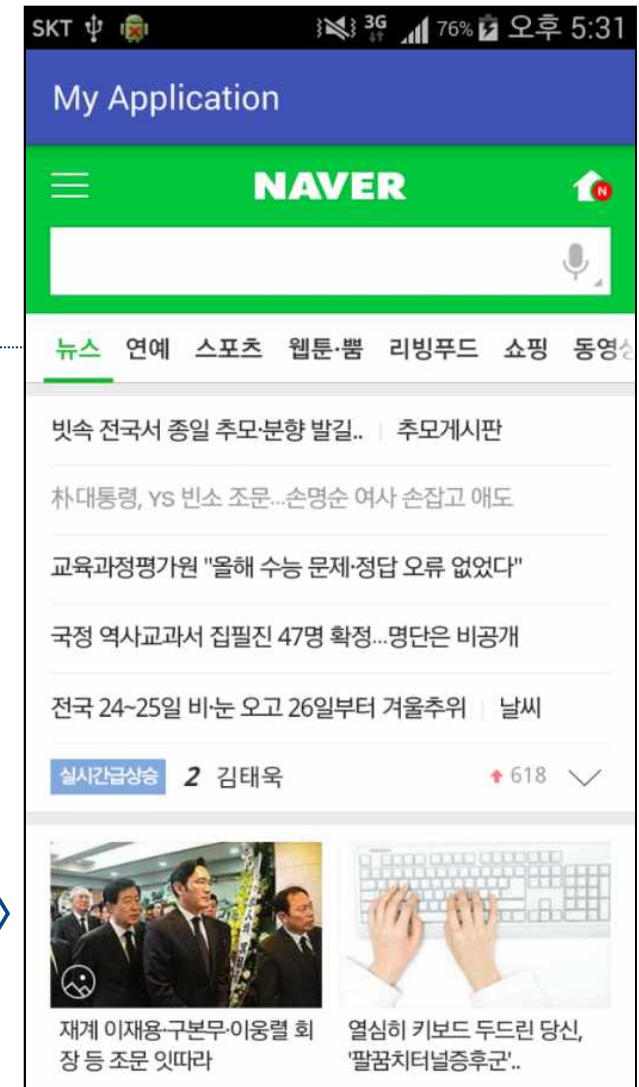 SKT 3G 76% 오후 5:31
My Application
NAVER
N
뉴스 연예 스포츠 웹툰·뿜 리빙푸드 쇼핑 동영상
빗속 전국서 종일 추모·분향 발길.. 추모게시판
朴대통령, YS 빈소 조문...손명순 여사 손잡고 애도
교육과정평가원 "올해 수능 문제·정답 오류 없었다"
국정 역사교과서 집필진 47명 확정...명단은 비공개
전국 24~25일 비·눈 오고 26일부터 겨울추위 날씨
실시간급상승 2 김태욱 618
재계 이재용·구본무·이웅렬 회
장 등 조문 잇따라
열심히 키보드 두드린 당신,
'팔꿈치터널증후군'..